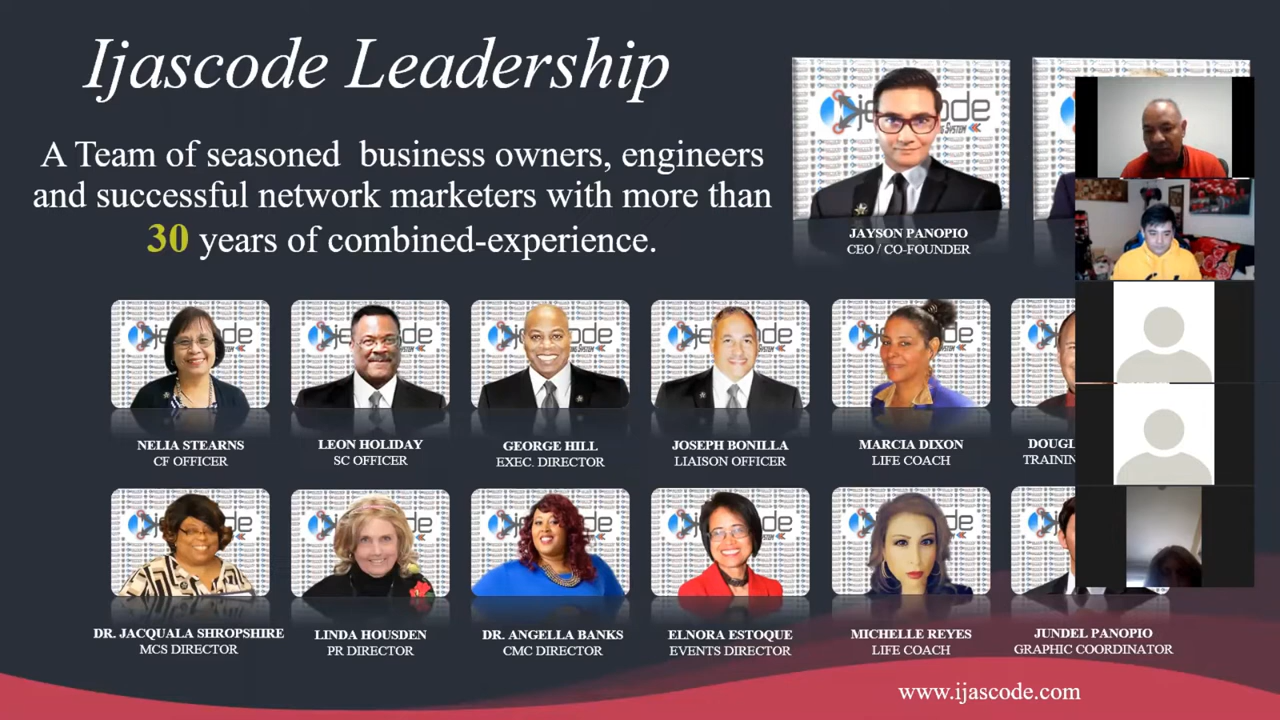 Ijascode Leadership
A Team of seasoned business owners, engineers
and successful network marketers with more than
30 years of combined-experience.
JAYSON PANOPIO
CEO / CO-FOUNDER
NELIA STEARNS
CF OFFICER
LEON HOLIDAY
SC OFFICER
GEORGE HILL
EXEC. DIRECTOR
JOSEPH BONILLA
LIAISON OFFICER
MARCIA DIXON
LIFE COACH
DOUGL
TRAINING
DR. JACQUALA SHROPSHIRE
MCS DIRECTOR
LINDA HOUSDEN
PR DIRECTOR
DR. ANGELLA BANKS
CMC DIRECTOR
ELNORA ESTOQUE
EVENTS DIRECTOR
MICHELLE REYES
LIFE COACH
JUNDEL PANOPIO
GRAPHIC COORDINATOR
www.ijascode.com